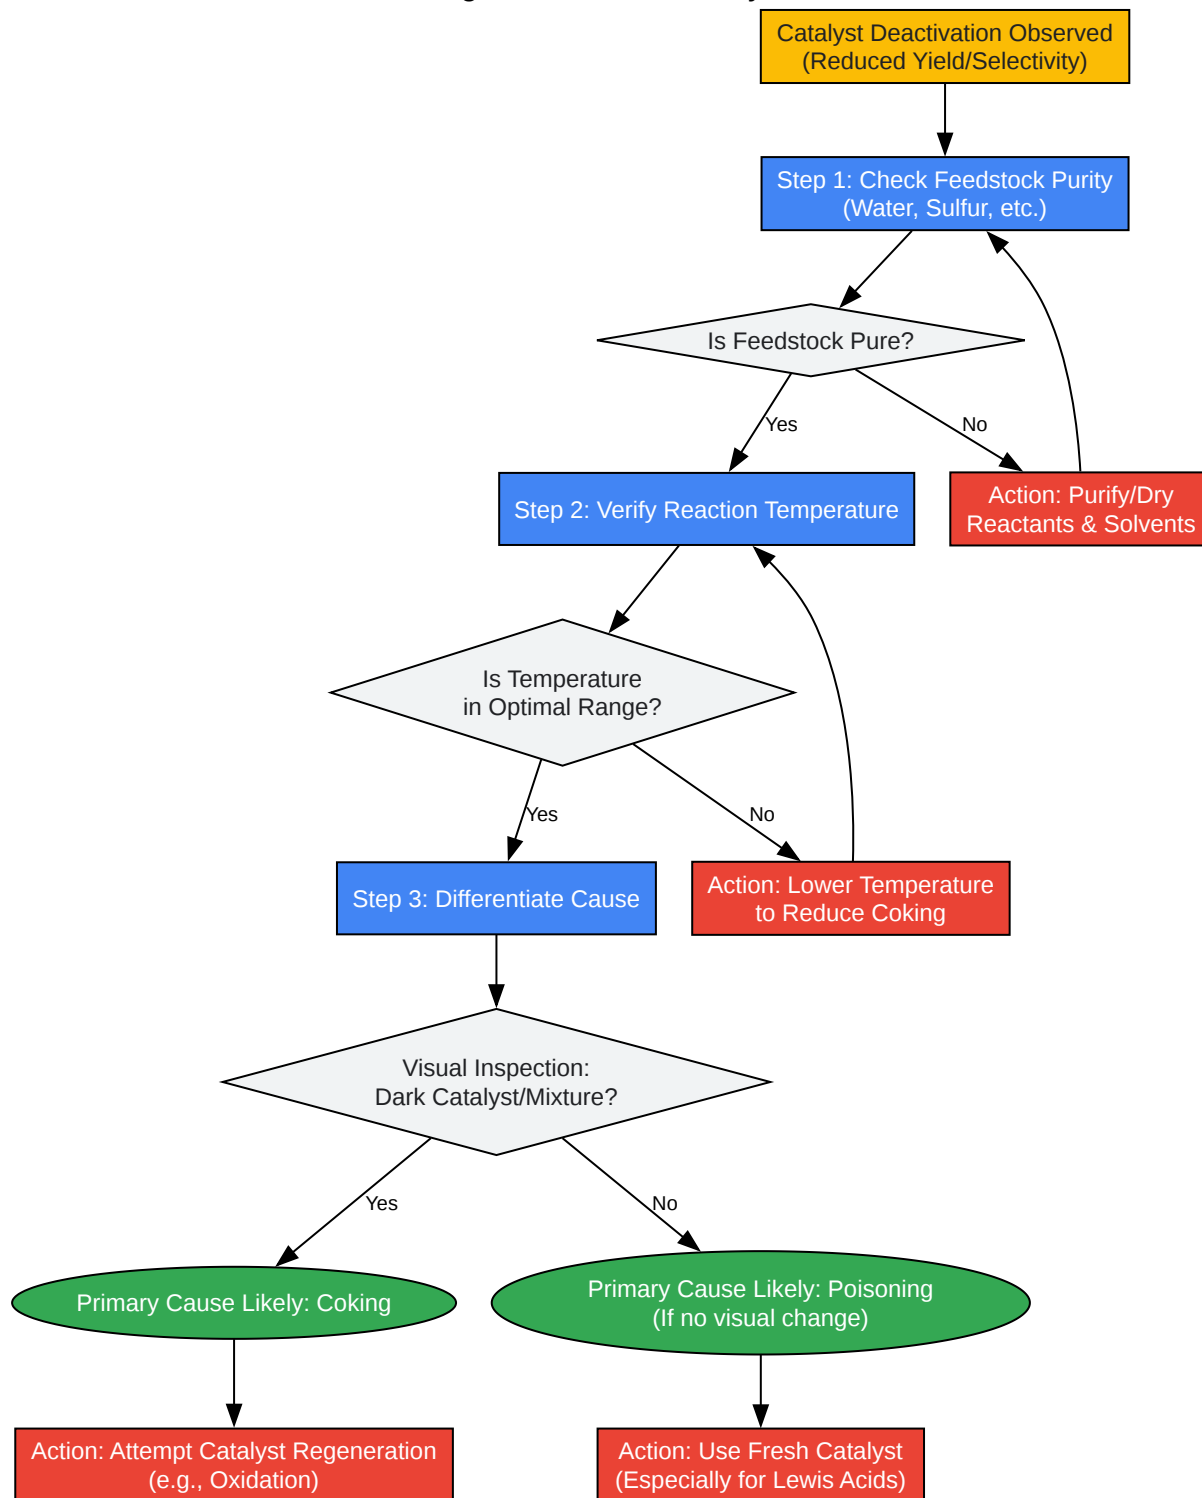 Catalyst Deactivation Observed
(Reduced Yield/Selectivity)
Step 1: Check Feedstock Purity
(Water, Sulfur, etc.)
Is Feedstock Pure?
Yes
No
Step 2: Verify Reaction Temperature
Action: Purify/Dry
Reactants & Solvents
Is Temperature
in Optimal Range?
Yes
No
Step 3: Differentiate Cause
Action: Lower Temperature
to Reduce Coking
Visual Inspection:
Dark Catalyst/Mixture?
Yes
No
Primary Cause Likely: Coking
Primary Cause Likely: Poisoning
(If no visual change)
Action: Attempt Catalyst Regeneration
(e.g., Oxidation)
Action: Use Fresh Catalyst
(Especially for Lewis Acids)